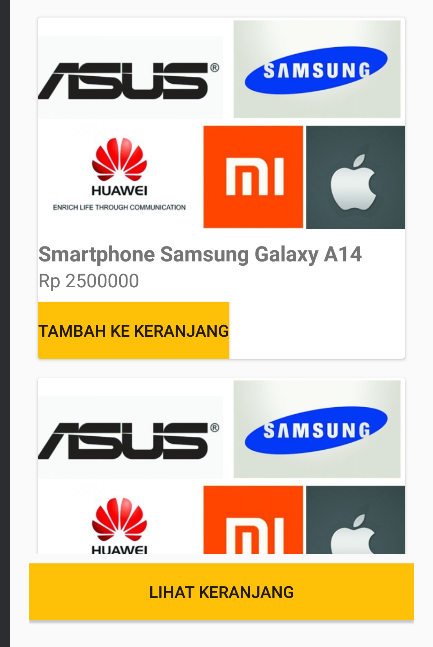 ASUS®
SAMSUNG
HUAWEI
ENRICH LIFE THROUGH COMMUNICATION
mi
Smartphone Samsung Galaxy A14
Rp 2500000
TAMBAH KE KERANJANG
ASUS®
SAMSUNG
HUAWEI
mi
LIHAT KERANJANG